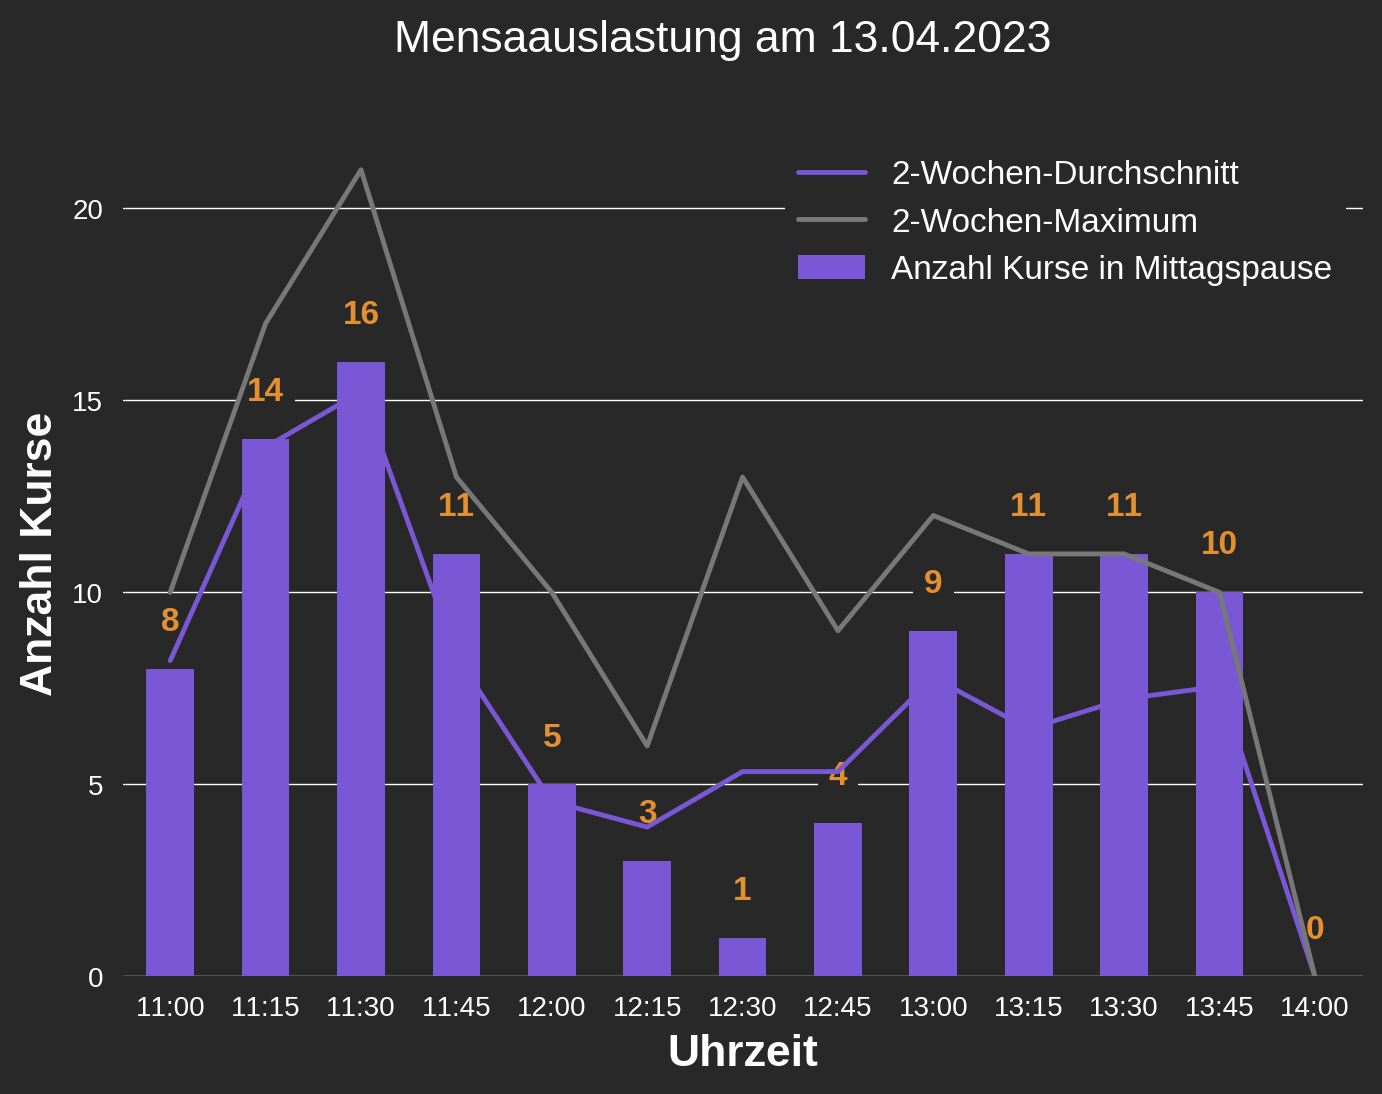 Mensaauslastung am 13.04.2023
2-Wochen-Durchschnitt
2-Wochen-Maximum
Anzahl Kurse in Mittagspause
Anzahl Kurse
20
15
10
5
0
8
14
16
11
5
3
1
4
9
11
11
10
0
11:00 11:15 11:30 11:45 12:00 12:15 12:30 12:45 13:00 13:15 13:30 13:45 14:00
Uhrzeit